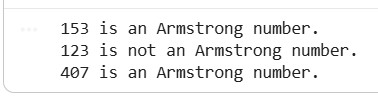 153 is an Armstrong number.
123 is not an Armstrong number.
407 is an Armstrong number.